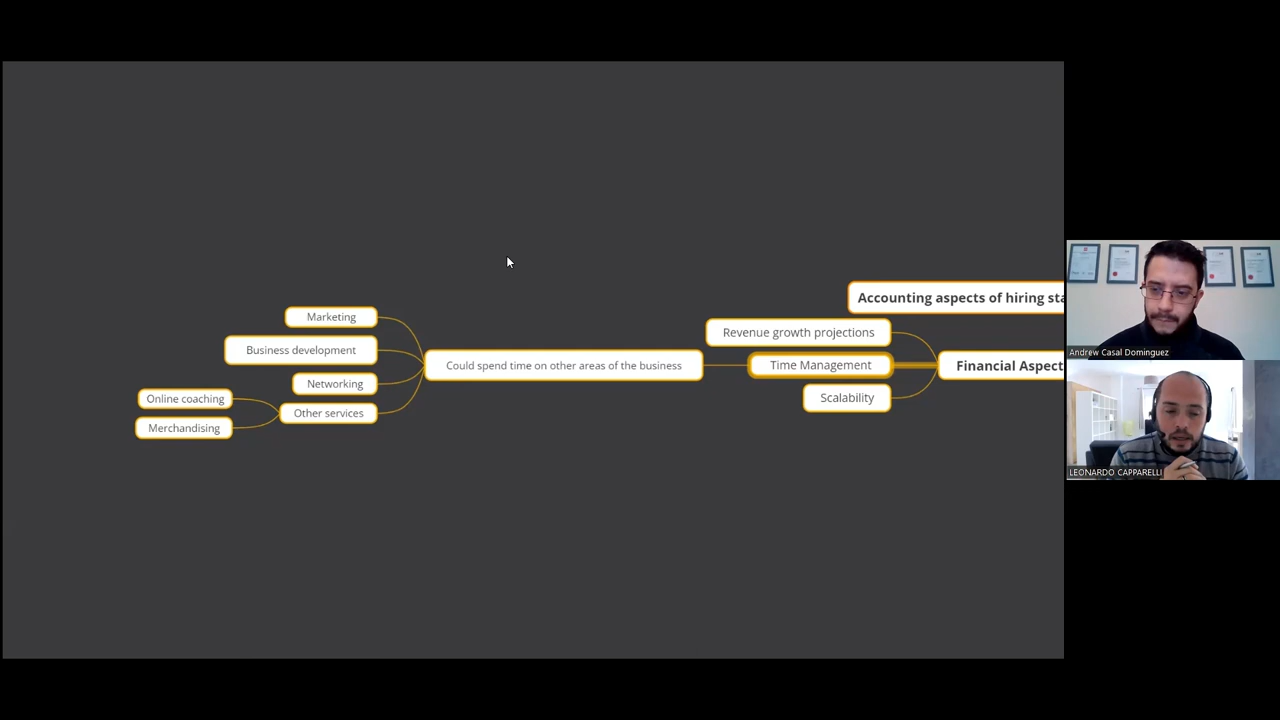 Accounting aspects of hiring sta
Revenue growth projections
Marketing
Business development
Could spend time on other areas of the business
Time Management
Financial Aspect
Networking
Online coaching
Other services
Scalability
Merchandising
Andrew Casal Dominguez
LEONARDO CAPPARELLI